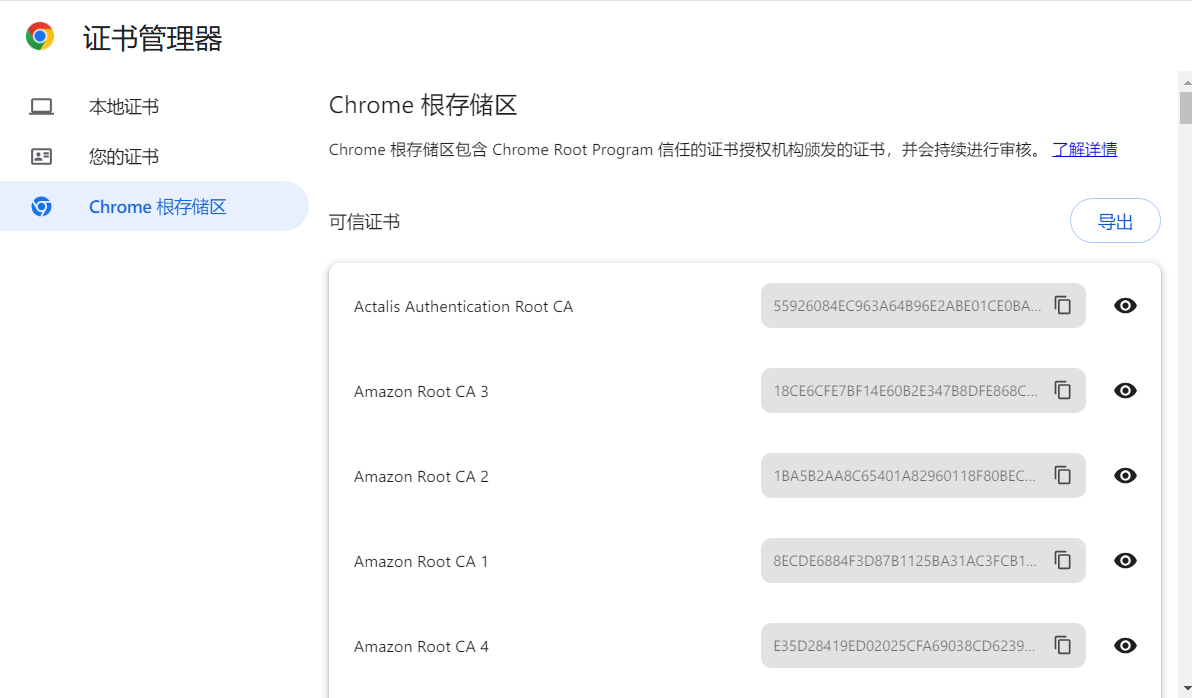 证书管理器
本地证书
您的证书
Chrome 根存储区
Chrome 根存储区
Chrome 根存储区包含 Chrome Root Program 信任的证书授权机构颁发的证书，并会持续进行审核。 了解详情
可信证书
导出
Actalis Authentication Root CA 55926084EC963A64B96E2ABE01CE0BA...
Amazon Root CA 3 18CE6CFE7BF14E60B2E347B8DFE868C...
Amazon Root CA 2 1BA5B2AA8C65401A82960118F80BEC...
Amazon Root CA 1 8ECDE6884F3D87B1125BA31AC3FCB1...
Amazon Root CA 4 E35D28419ED02025CFA69038CD6239...